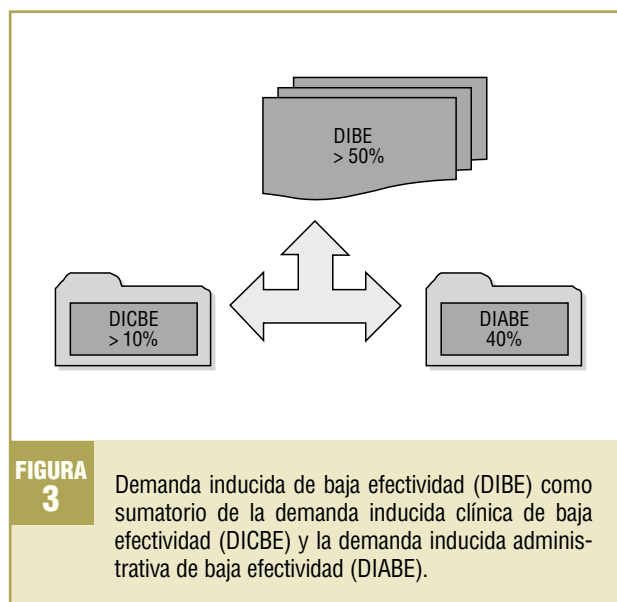 DIBE
> 50%
DICBE
> 10%
DIABE
40%
FIGURA
3
Demanda inducida de baja efectividad (DIBE) como
sumatorio de la demanda inducida clínica de baja
efectividad (DICBE) y la demanda inducida adminis-
trativa de baja efectividad (DIABE).